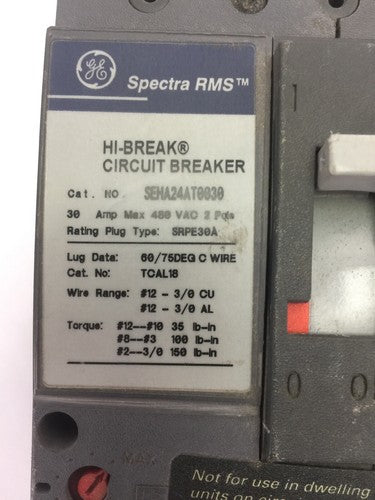 GE Spectra RMS™
HI-BREAK®
CIRCUIT BREAKER
Cat. NO SEHA24AT0030
30 Amp Max 480 VAC 2 Pole
Rating Plug Type: SRPE30A
Lug Data: 60/75DEG C WIRE
Cat. No: TCAL18
Wire Range: #12 - 3/0 CU
#12 - 3/0 AL
Torque: #12--#10 35 lb-in
#8--#3 100 lb-in
#2--3/0 150 lb-in
I
O
MAX
Not for use in dwelling
units on